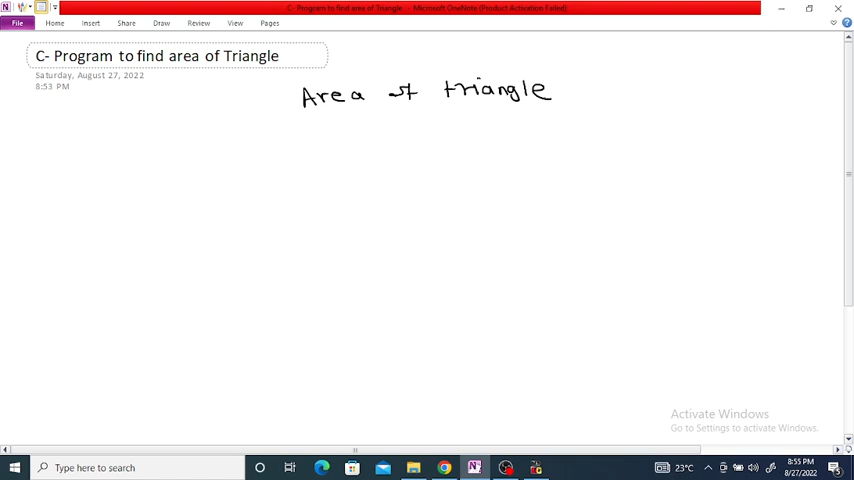 C- Program to find area of Triangle - Microsoft OneNote (Product Activation Failed)
File Home Insert Share Draw Review View Pages
C- Program to find area of Triangle
Saturday, August 27, 2022
8:53 PM
Area of triangle
Activate Windows
Go to Settings to activate Windows.
Type here to search
23°C
8:55 PM
8/27/2022
5